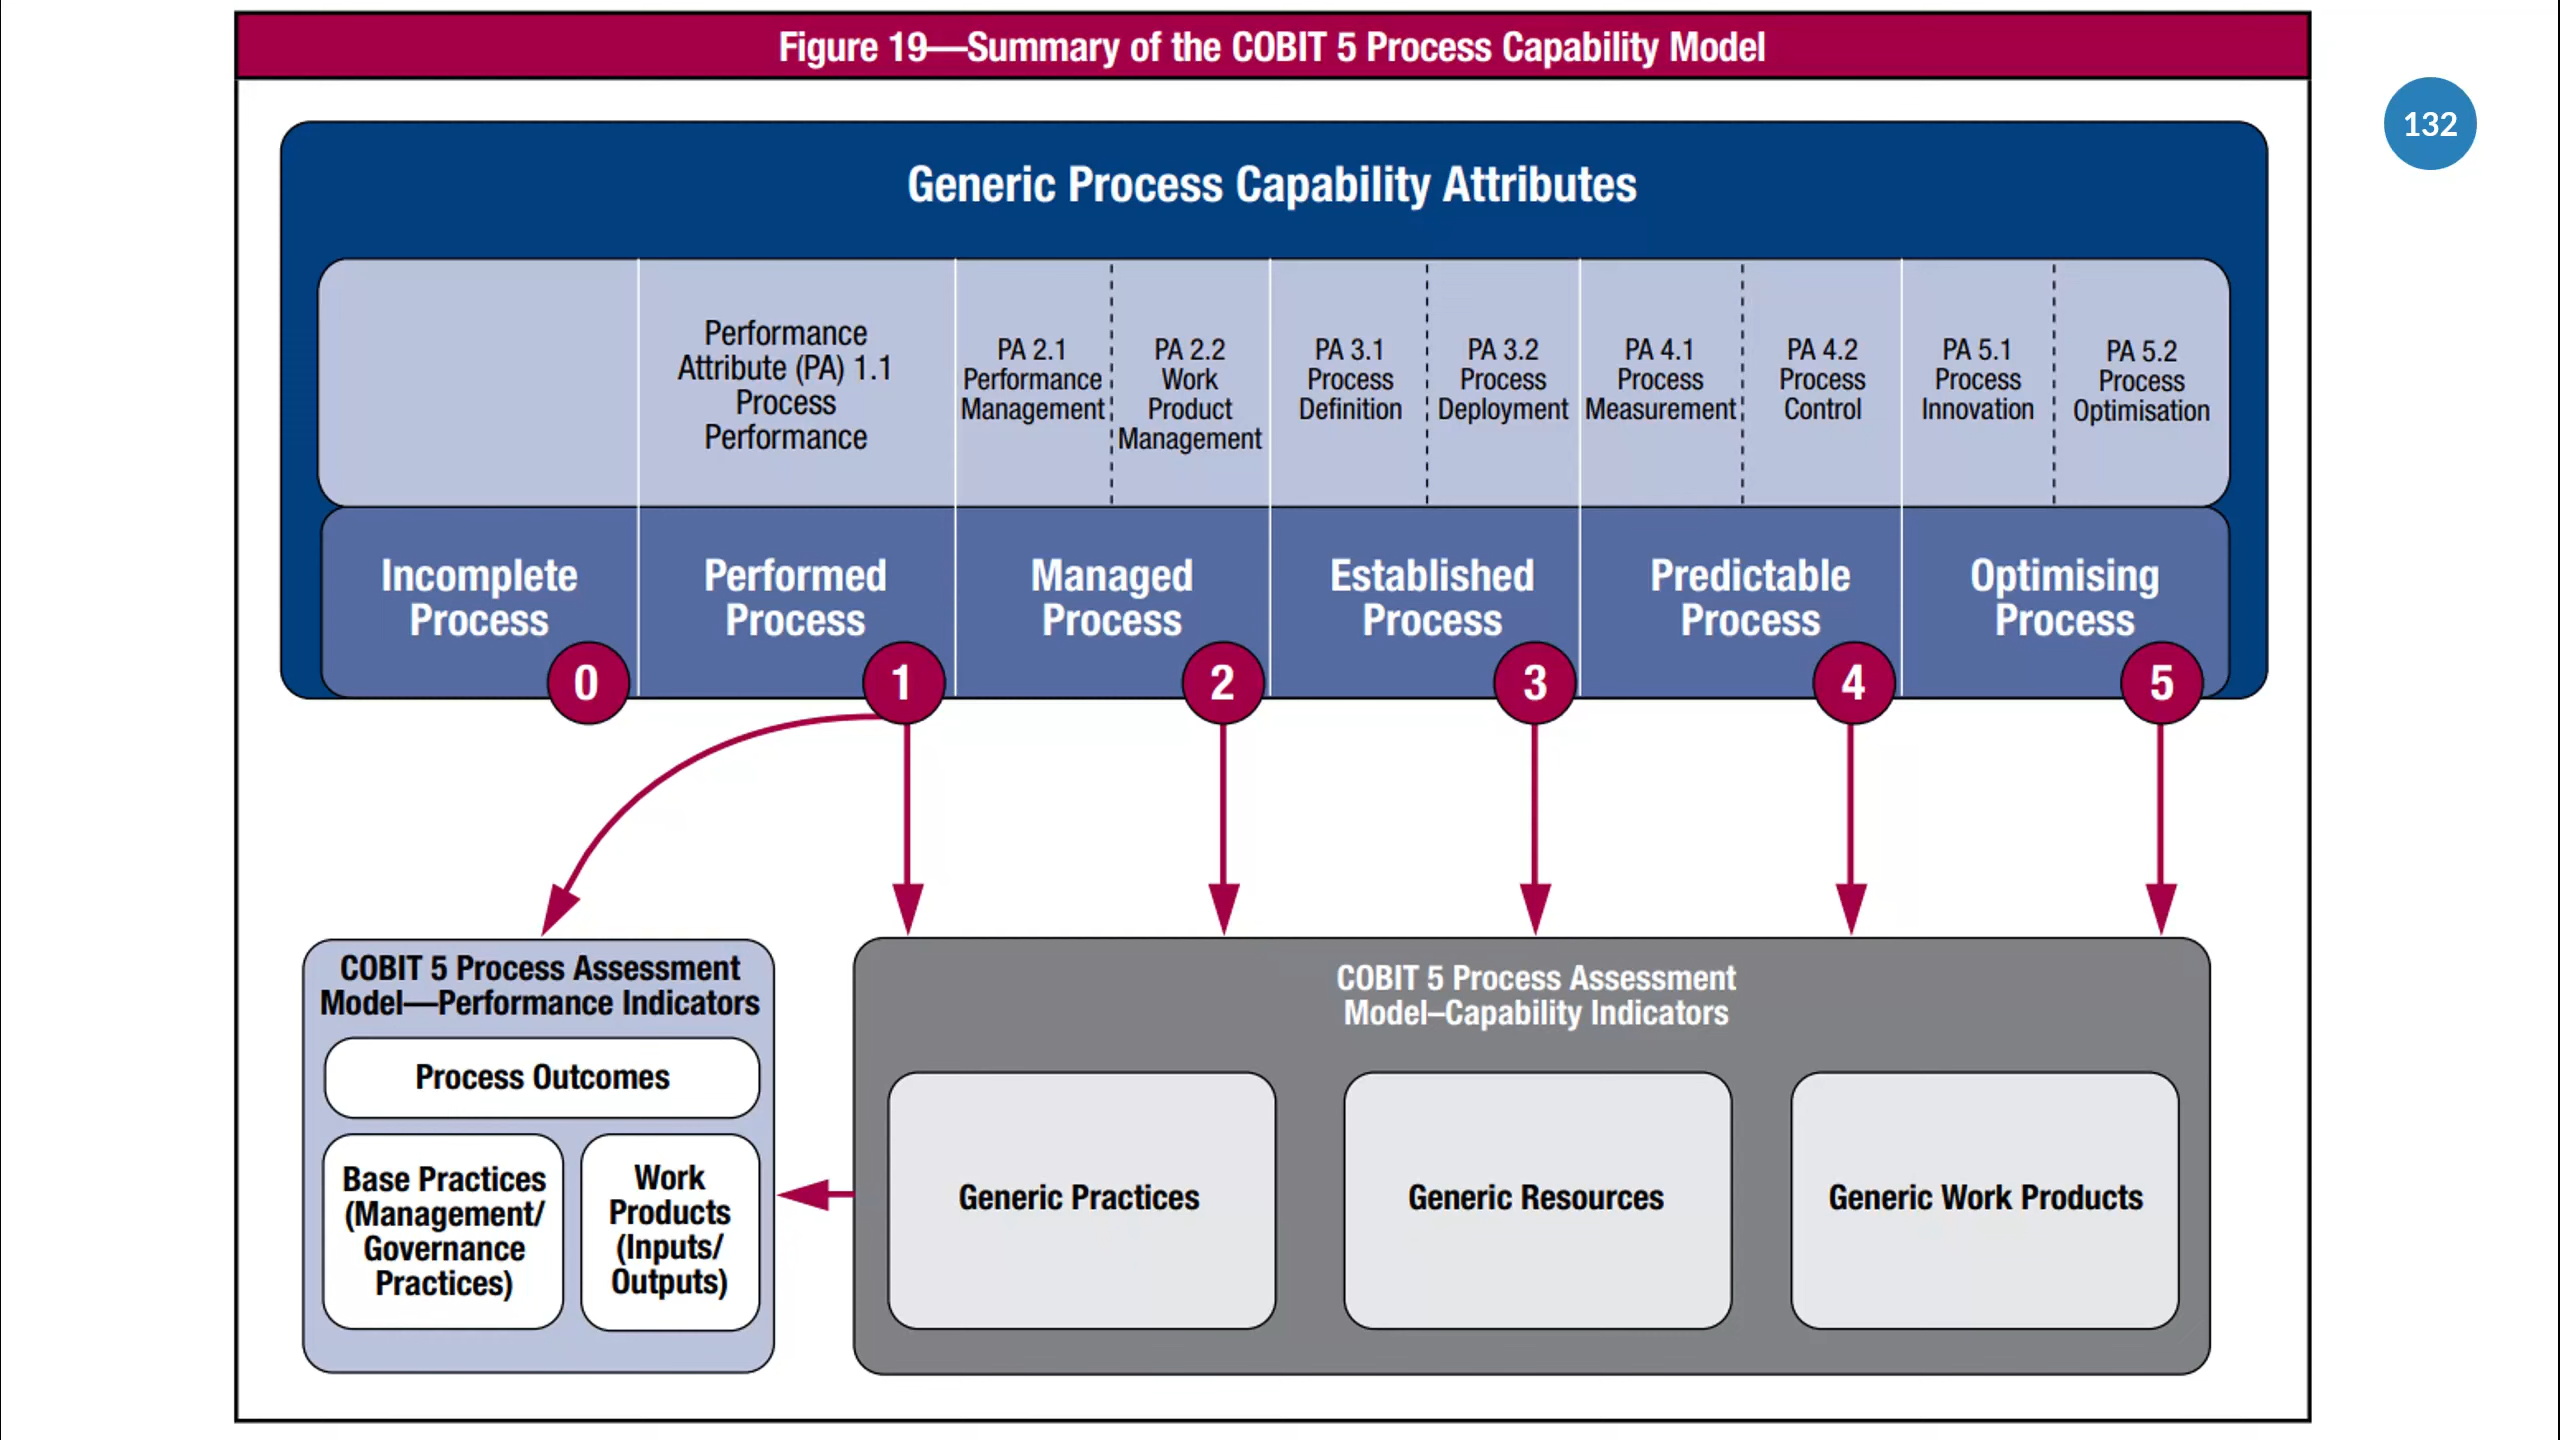 Figure 19—Summary of the COBIT 5 Process Capability Model
132
Generic Process Capability Attributes
Performance
Attribute (PA) 1.1
Process
Performance
PA 2.1
Performance
Management
PA 2.2
Work
Product
Management
PA 3.1
Process
Definition
PA 3.2
Process
Deployment
PA 4.1
Process
Measurement
PA 4.2
Process
Control
PA 5.1
Process
Innovation
PA 5.2
Process
Optimisation
Incomplete
Process
0
Performed
Process
1
Managed
Process
2
Established
Process
3
Predictable
Process
4
Optimising
Process
5
COBIT 5 Process Assessment
Model—Performance Indicators
Process Outcomes
Base Practices
(Management/
Governance
Practices)
Work
Products
(Inputs/
Outputs)
COBIT 5 Process Assessment
Model–Capability Indicators
Generic Practices
Generic Resources
Generic Work Products